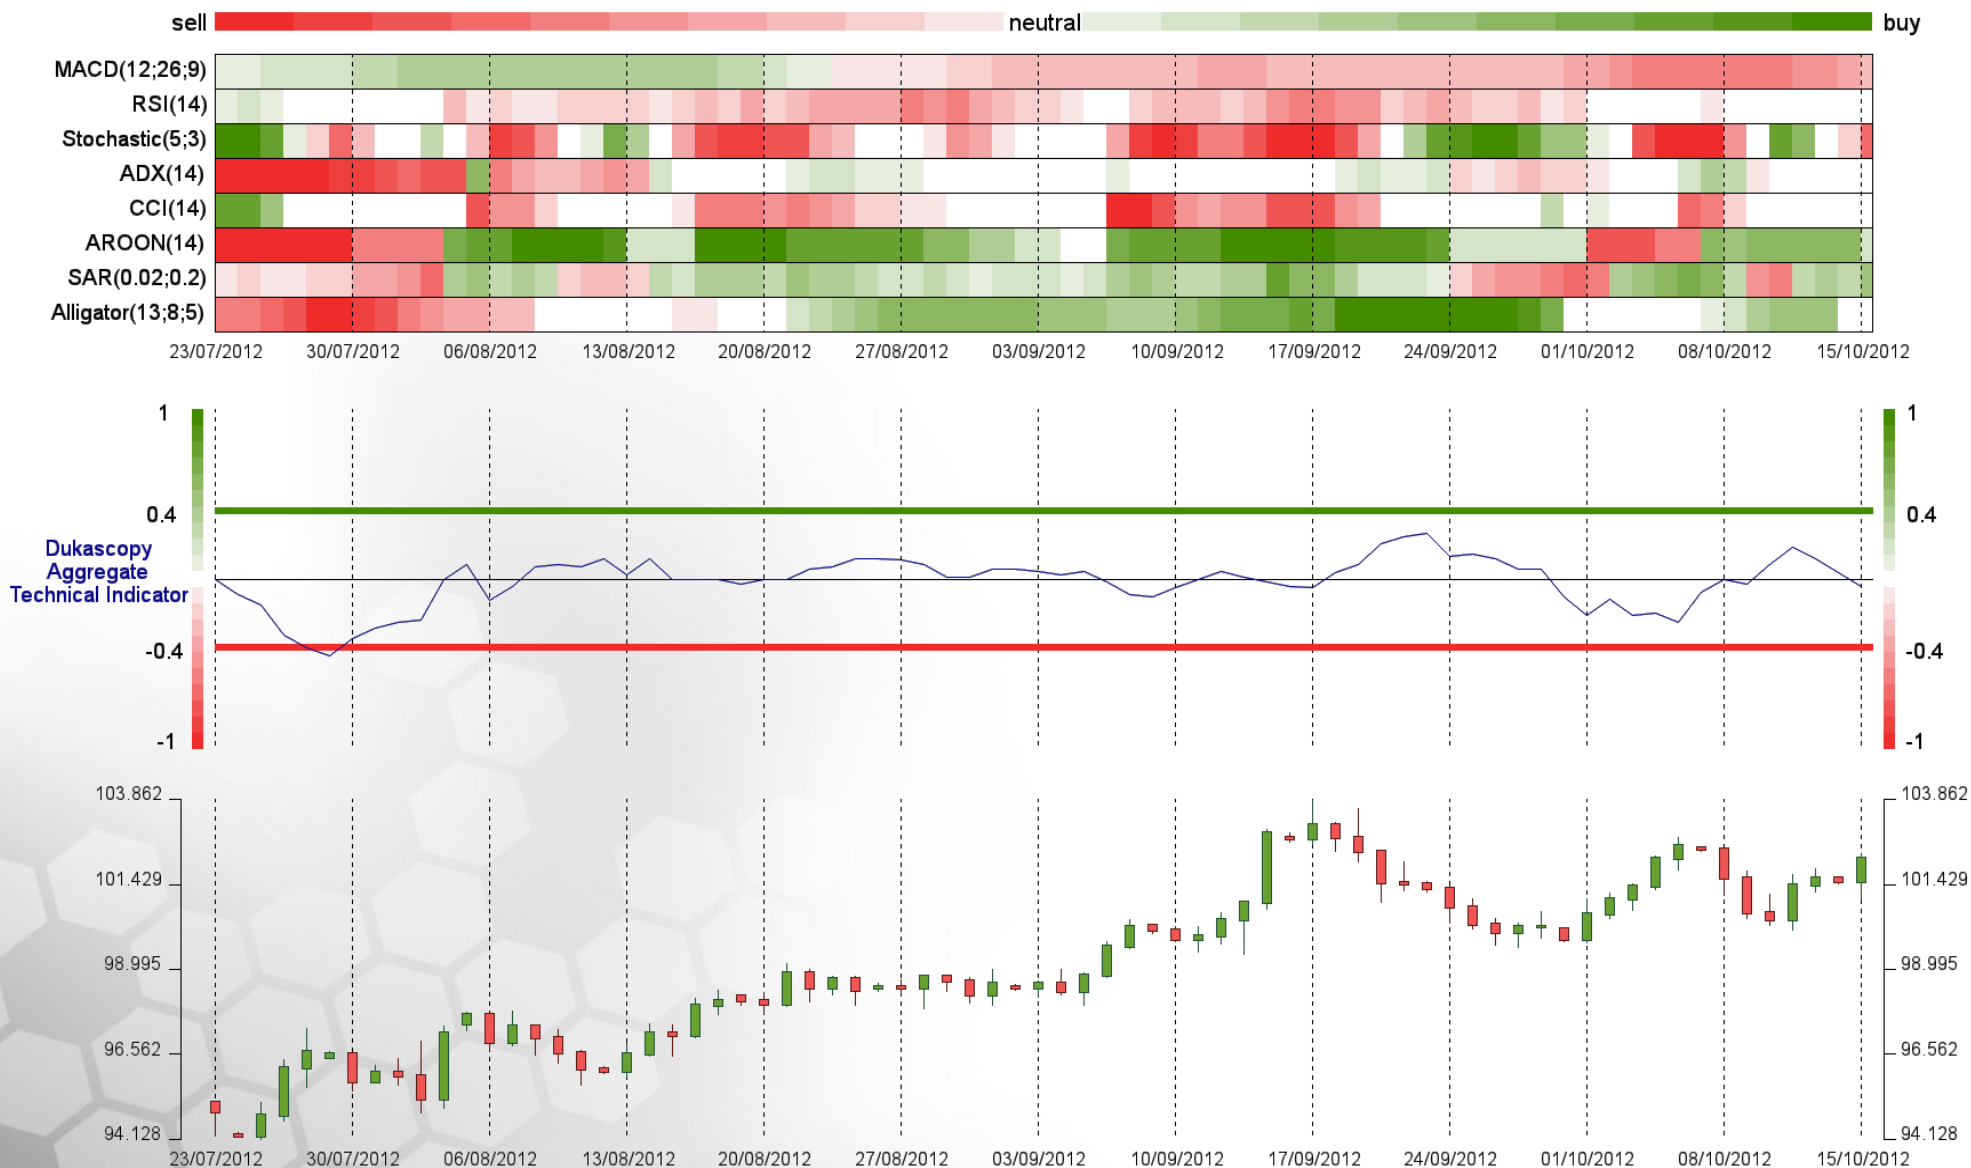 sell neutral buy
MACD(12;26;9)
RSI(14)
Stochastic(5;3)
ADX(14)
CCI(14)
AROON(14)
SAR(0.02;0.2)
Alligator(13;8;5)
23/07/2012 30/07/2012 06/08/2012 13/08/2012 20/08/2012 27/08/2012 03/09/2012 10/09/2012 17/09/2012 24/09/2012 01/10/2012 08/10/2012 15/10/2012
1 1
0.4 0.4
Dukascopy
Aggregate
Technical Indicator
-0.4 -0.4
-1 -1
103.862 103.862
101.429 101.429
98.995 98.995
96.562 96.562
94.128 94.128
23/07/2012 30/07/2012 06/08/2012 13/08/2012 20/08/2012 27/08/2012 03/09/2012 10/09/2012 17/09/2012 24/09/2012 01/10/2012 08/10/2012 15/10/2012